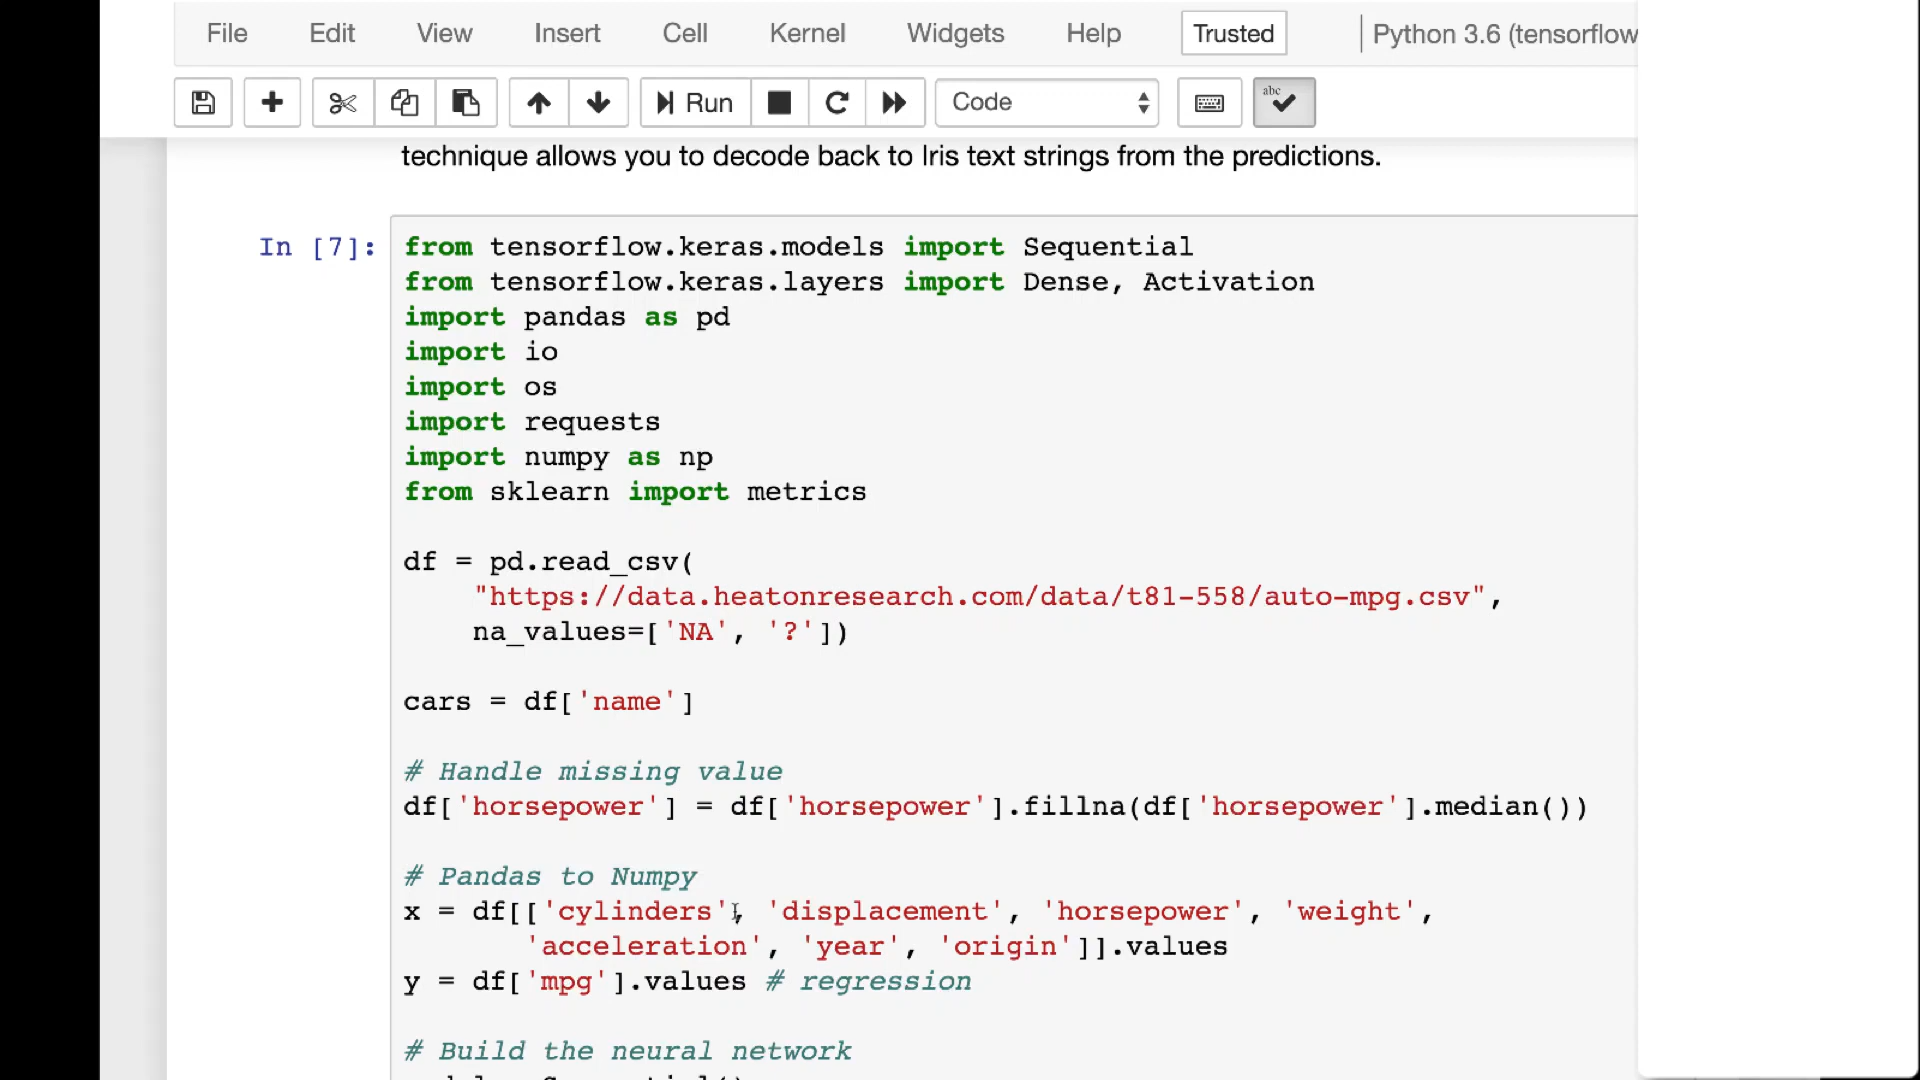 File Edit View Insert Cell Kernel Widgets Help Trusted Python 3.6 (tensorflow
Run Code abc
technique allows you to decode back to Iris text strings from the predictions.
In [7]: from tensorflow.keras.models import Sequential
from tensorflow.keras.layers import Dense, Activation
import pandas as pd
import io
import os
import requests
import numpy as np
from sklearn import metrics
df = pd.read_csv(
"https://data.heatonresearch.com/data/t81-558/auto-mpg.csv",
na_values=['NA', '?'])
cars = df['name']
# Handle missing value
df['horsepower'] = df['horsepower'].fillna(df['horsepower'].median())
# Pandas to Numpy
x = df[['cylinders', 'displacement', 'horsepower', 'weight',
'acceleration', 'year', 'origin']].values
y = df['mpg'].values # regression
# Build the neural network